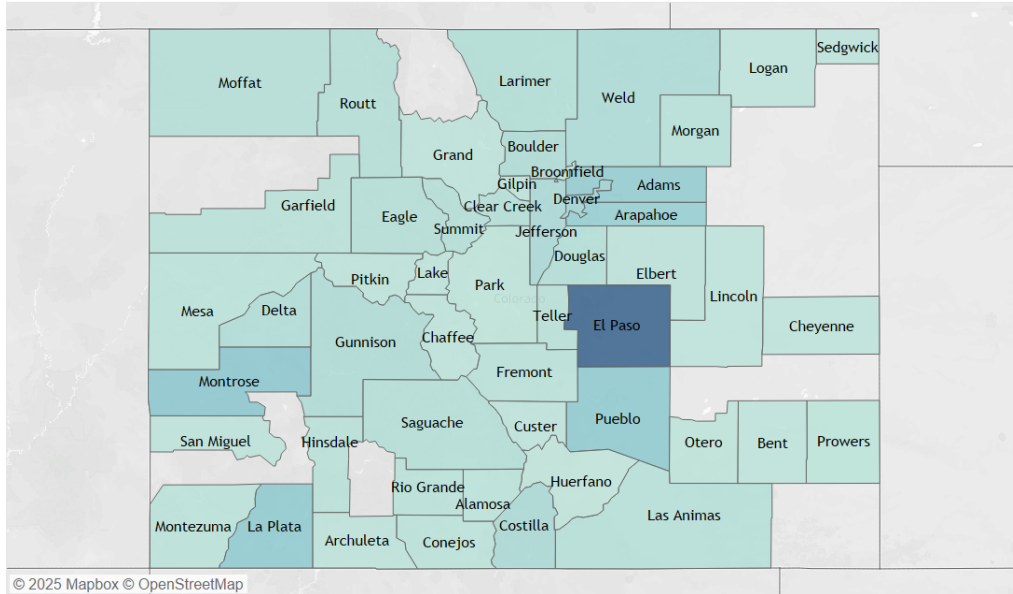 Sedgwick
Logan
Larimer
Moffat
Weld
Routt
Morgan
Boulder
Grand
Broomfield
Gilpin
Adams
Denver
Clear Creek
Garfield
Arapahoe
Eagle
Summit
Jefferson
Douglas
Elbert
Lake
Pitkin
Park
Lincoln
Colorado
Mesa
Delta
Teller
El Paso
Cheyenne
Chaffee
Gunnison
Fremont
Montrose
Pueblo
Saguache
Custer
San Miguel
Hinsdale
Otero
Bent
Prowers
Huerfano
Rio Grande
Alamosa
Las Animas
Montezuma
La Plata
Costilla
Archuleta
Conejos
© 2025 Mapbox © OpenStreetMap